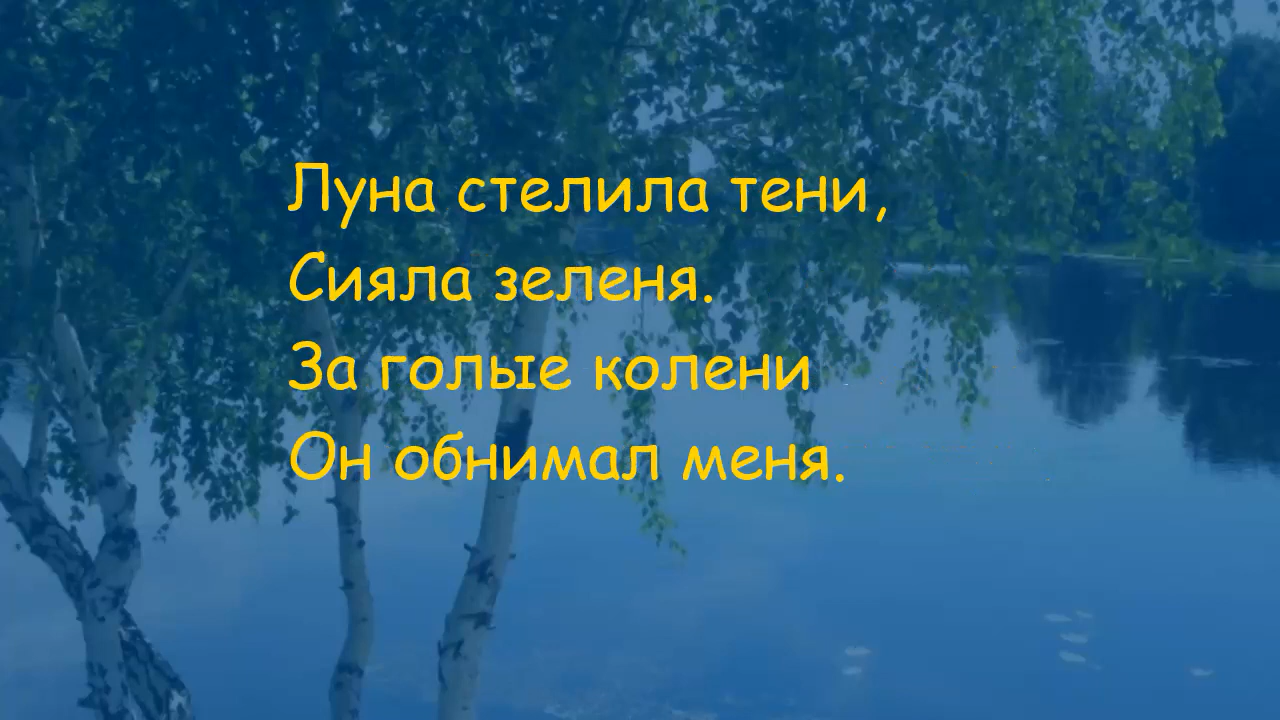 Луна стелила тени,
Сияла зеленя.
За голые колени
Он обнимал меня.